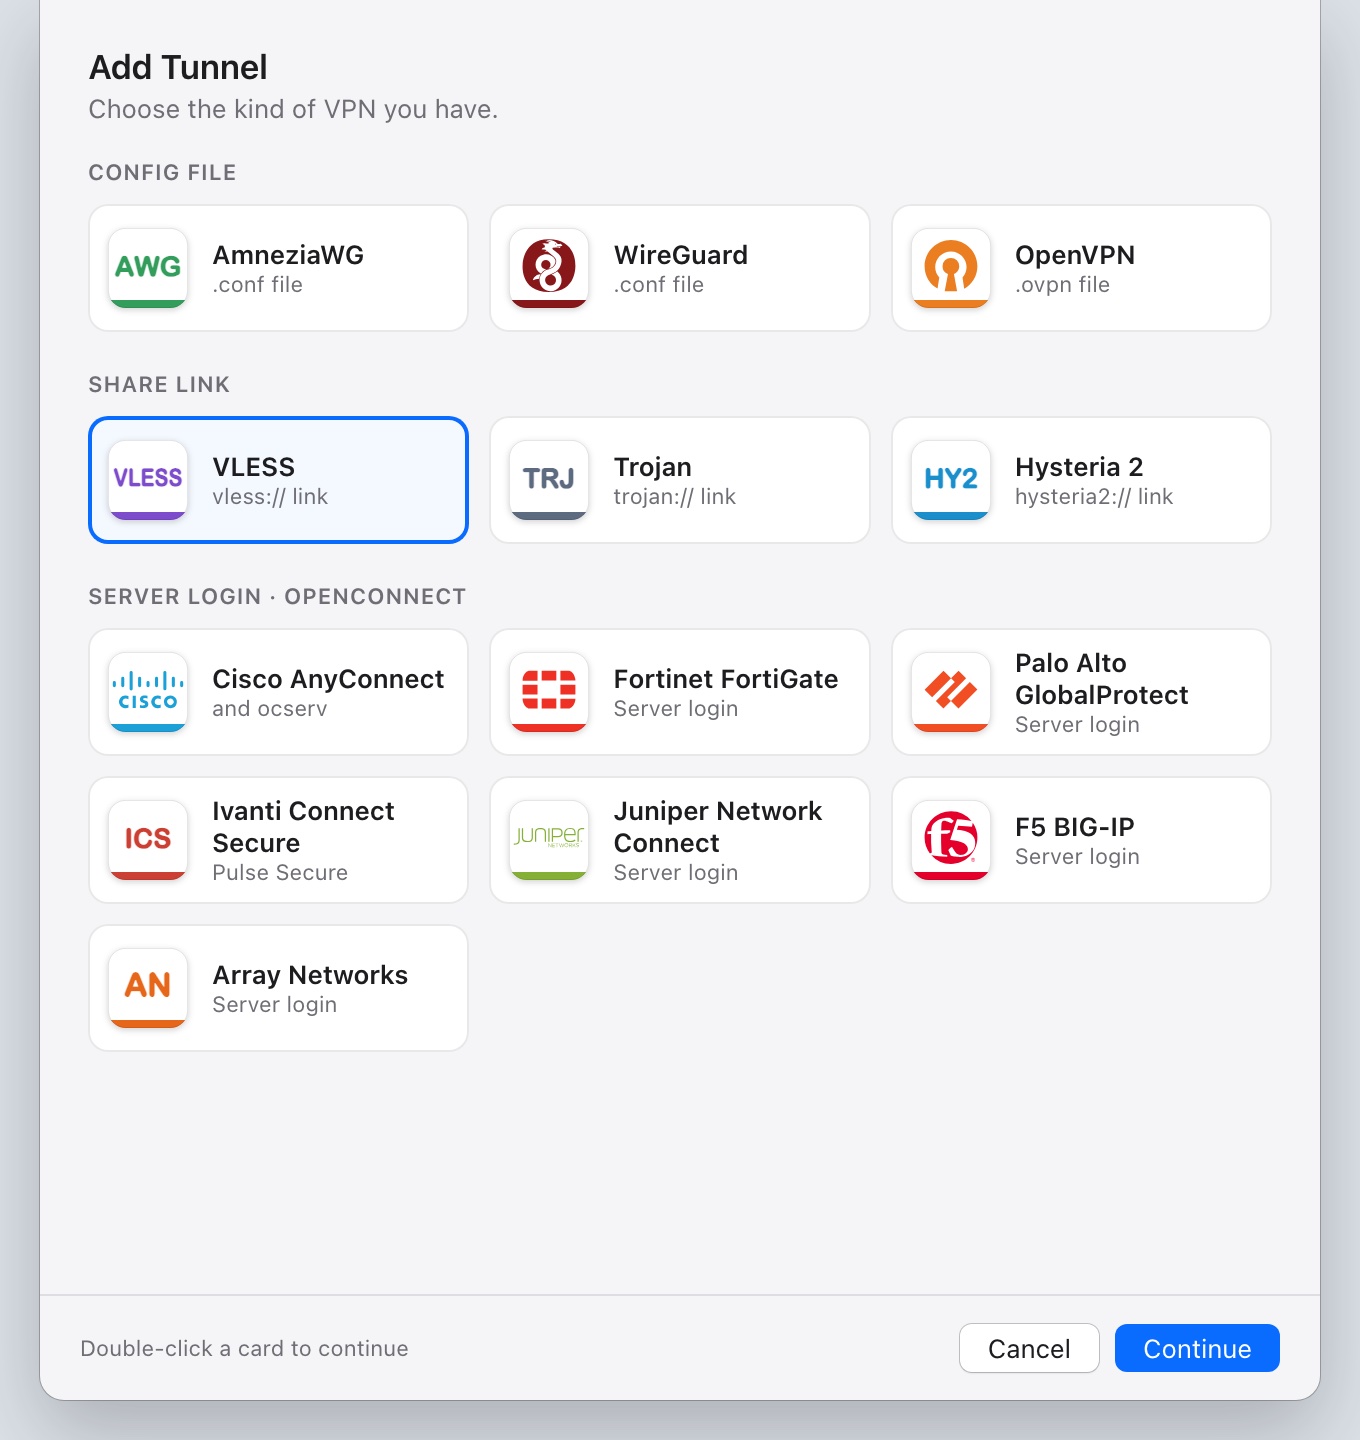 Add Tunnel
Choose the kind of VPN you have.
CONFIG FILE
AWG
AmneziaWG
.conf file
WireGuard
.conf file
OpenVPN
.ovpn file
SHARE LINK
VLESS
VLESS
vless:// link
TRJ
Trojan
trojan:// link
HY2
Hysteria 2
hysteria2:// link
SERVER LOGIN · OPENCONNECT
CISCO
Cisco AnyConnect
and ocserv
Fortinet FortiGate
Server login
Palo Alto
GlobalProtect
Server login
ICS
Ivanti Connect
Secure
Pulse Secure
JUNIPER
NETWORKS
Juniper Network
Connect
Server login
f5
F5 BIG-IP
Server login
AN
Array Networks
Server login
Double-click a card to continue
Cancel
Continue